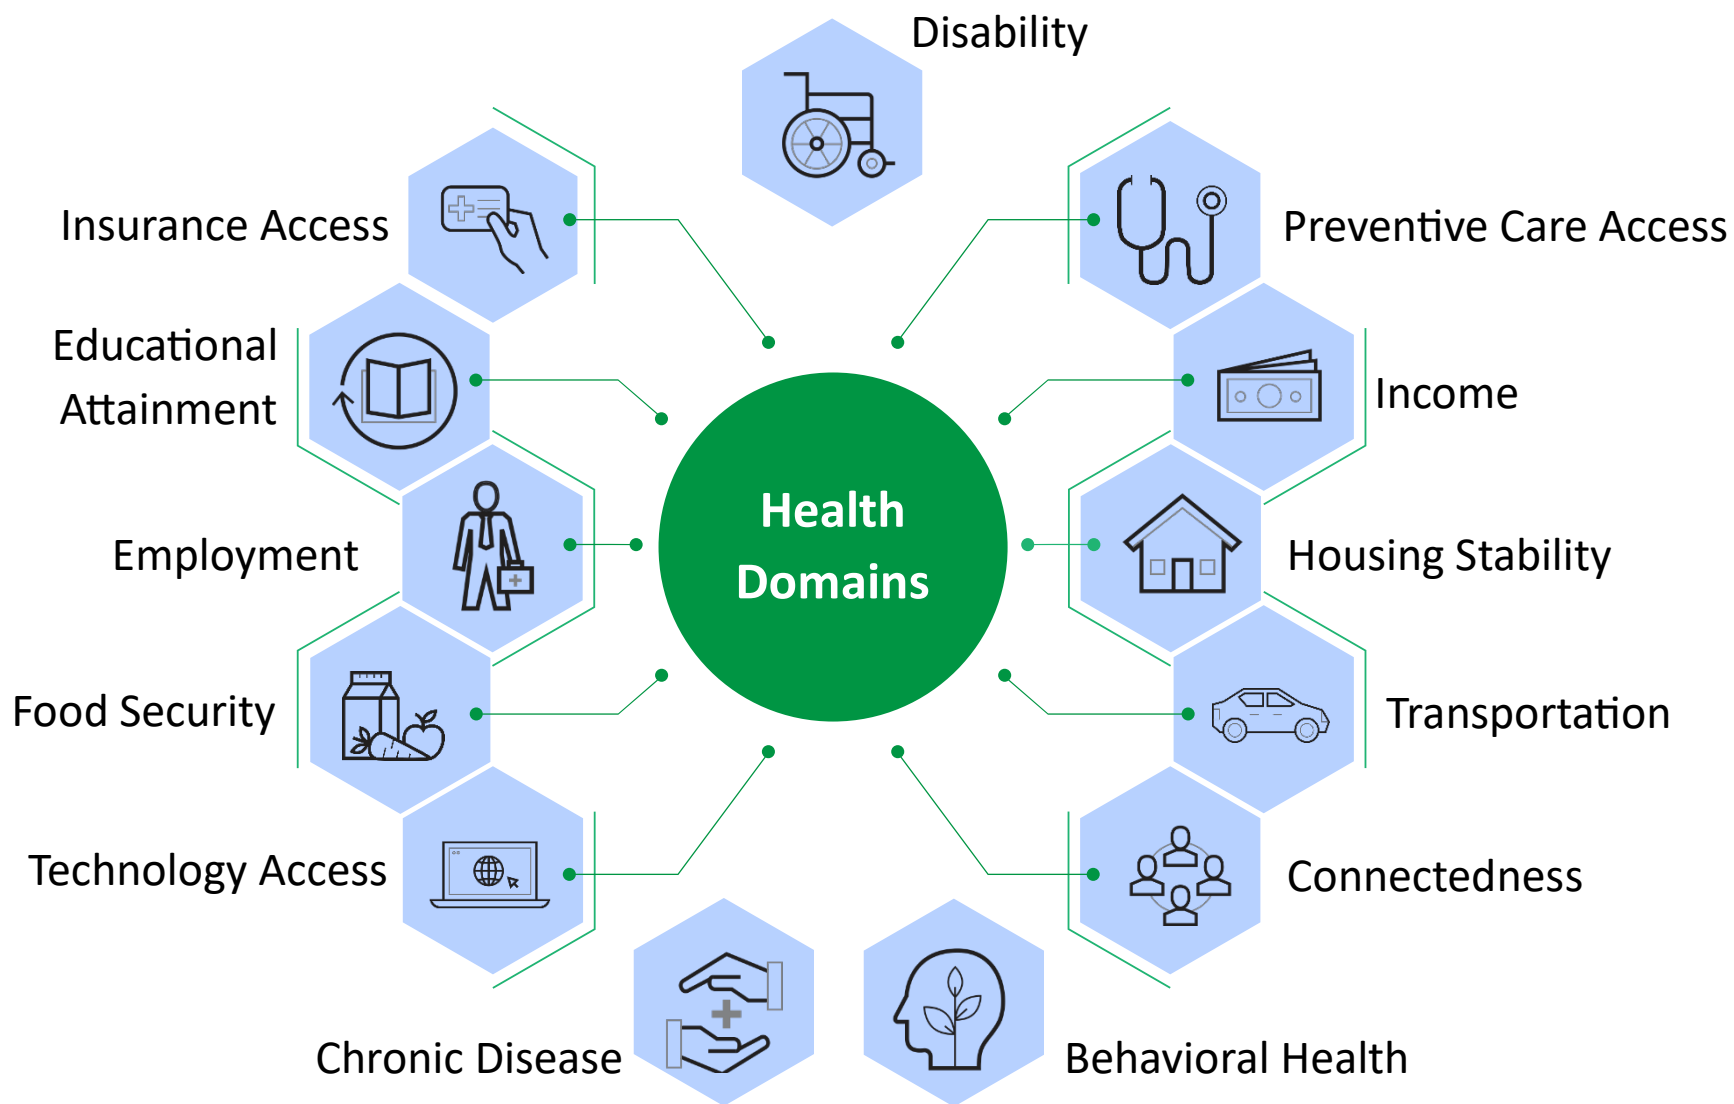 Disability
Insurance Access
Preventive Care Access
Educational
Attainment
Income
Health
Domains
Employment
Housing Stability
Food Security
Transportation
Technology Access
Connectedness
Chronic Disease
Behavioral Health